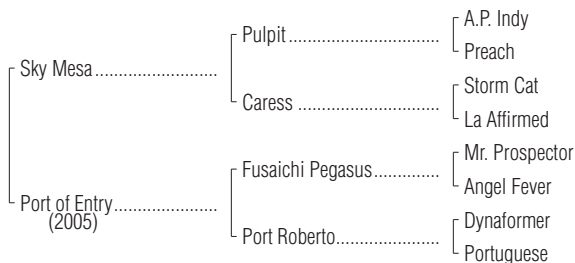 A.P. Indy
Pulpit................................
Preach
Sky Mesa..........................
Storm Cat
Caress ..............................
La Affirmed
Mr. Prospector
Fusaichi Pegasus..............
Angel Fever
Port of Entry......................
(2005)
Dynaformer
Port Roberto......................
Portuguese